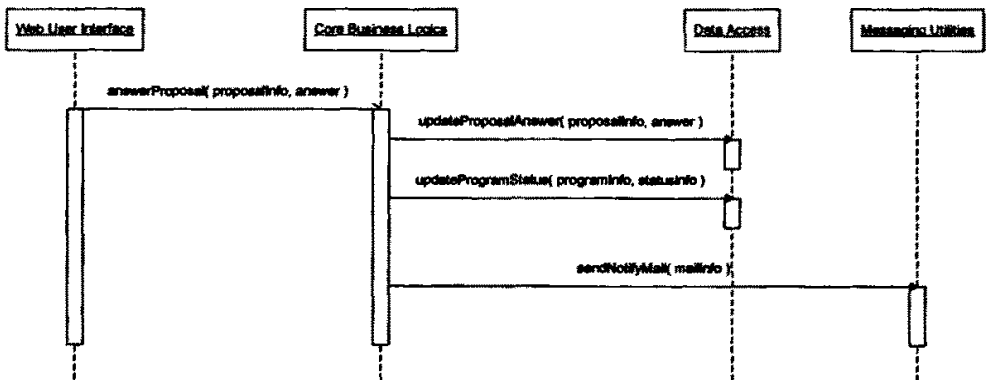 Web User Interface
Core Business Logics
Data Access
Messaging Utilities
answerProposal( proposalInfo, answer )
updateProposalAnswer( proposalInfo, answer )
updateProgramStatus( programInfo, statusInfo )
sendNotifyMail( mailInfo )